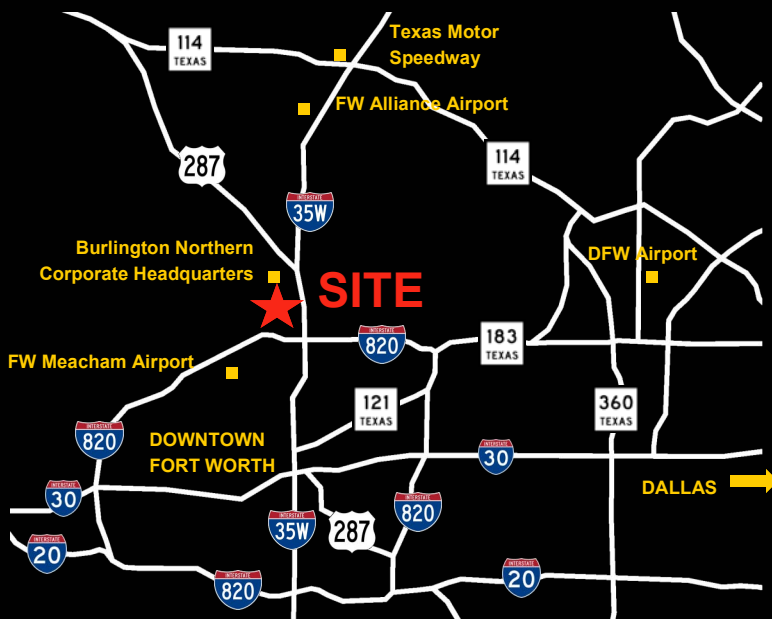 Texas Motor
Speedway
114
TEXAS
FW Alliance Airport
287
114
TEXAS
INTERSTATE
35W
Burlington Northern
Corporate Headquarters
DFW Airport
SITE
183
TEXAS
INTERSTATE
820
FW Meacham Airport
121
TEXAS
360
TEXAS
INTERSTATE
820
DOWNTOWN
FORT WORTH
INTERSTATE
30
INTERSTATE
30
DALLAS
INTERSTATE
820
INTERSTATE
35W
287
INTERSTATE
20
INTERSTATE
820
INTERSTATE
20